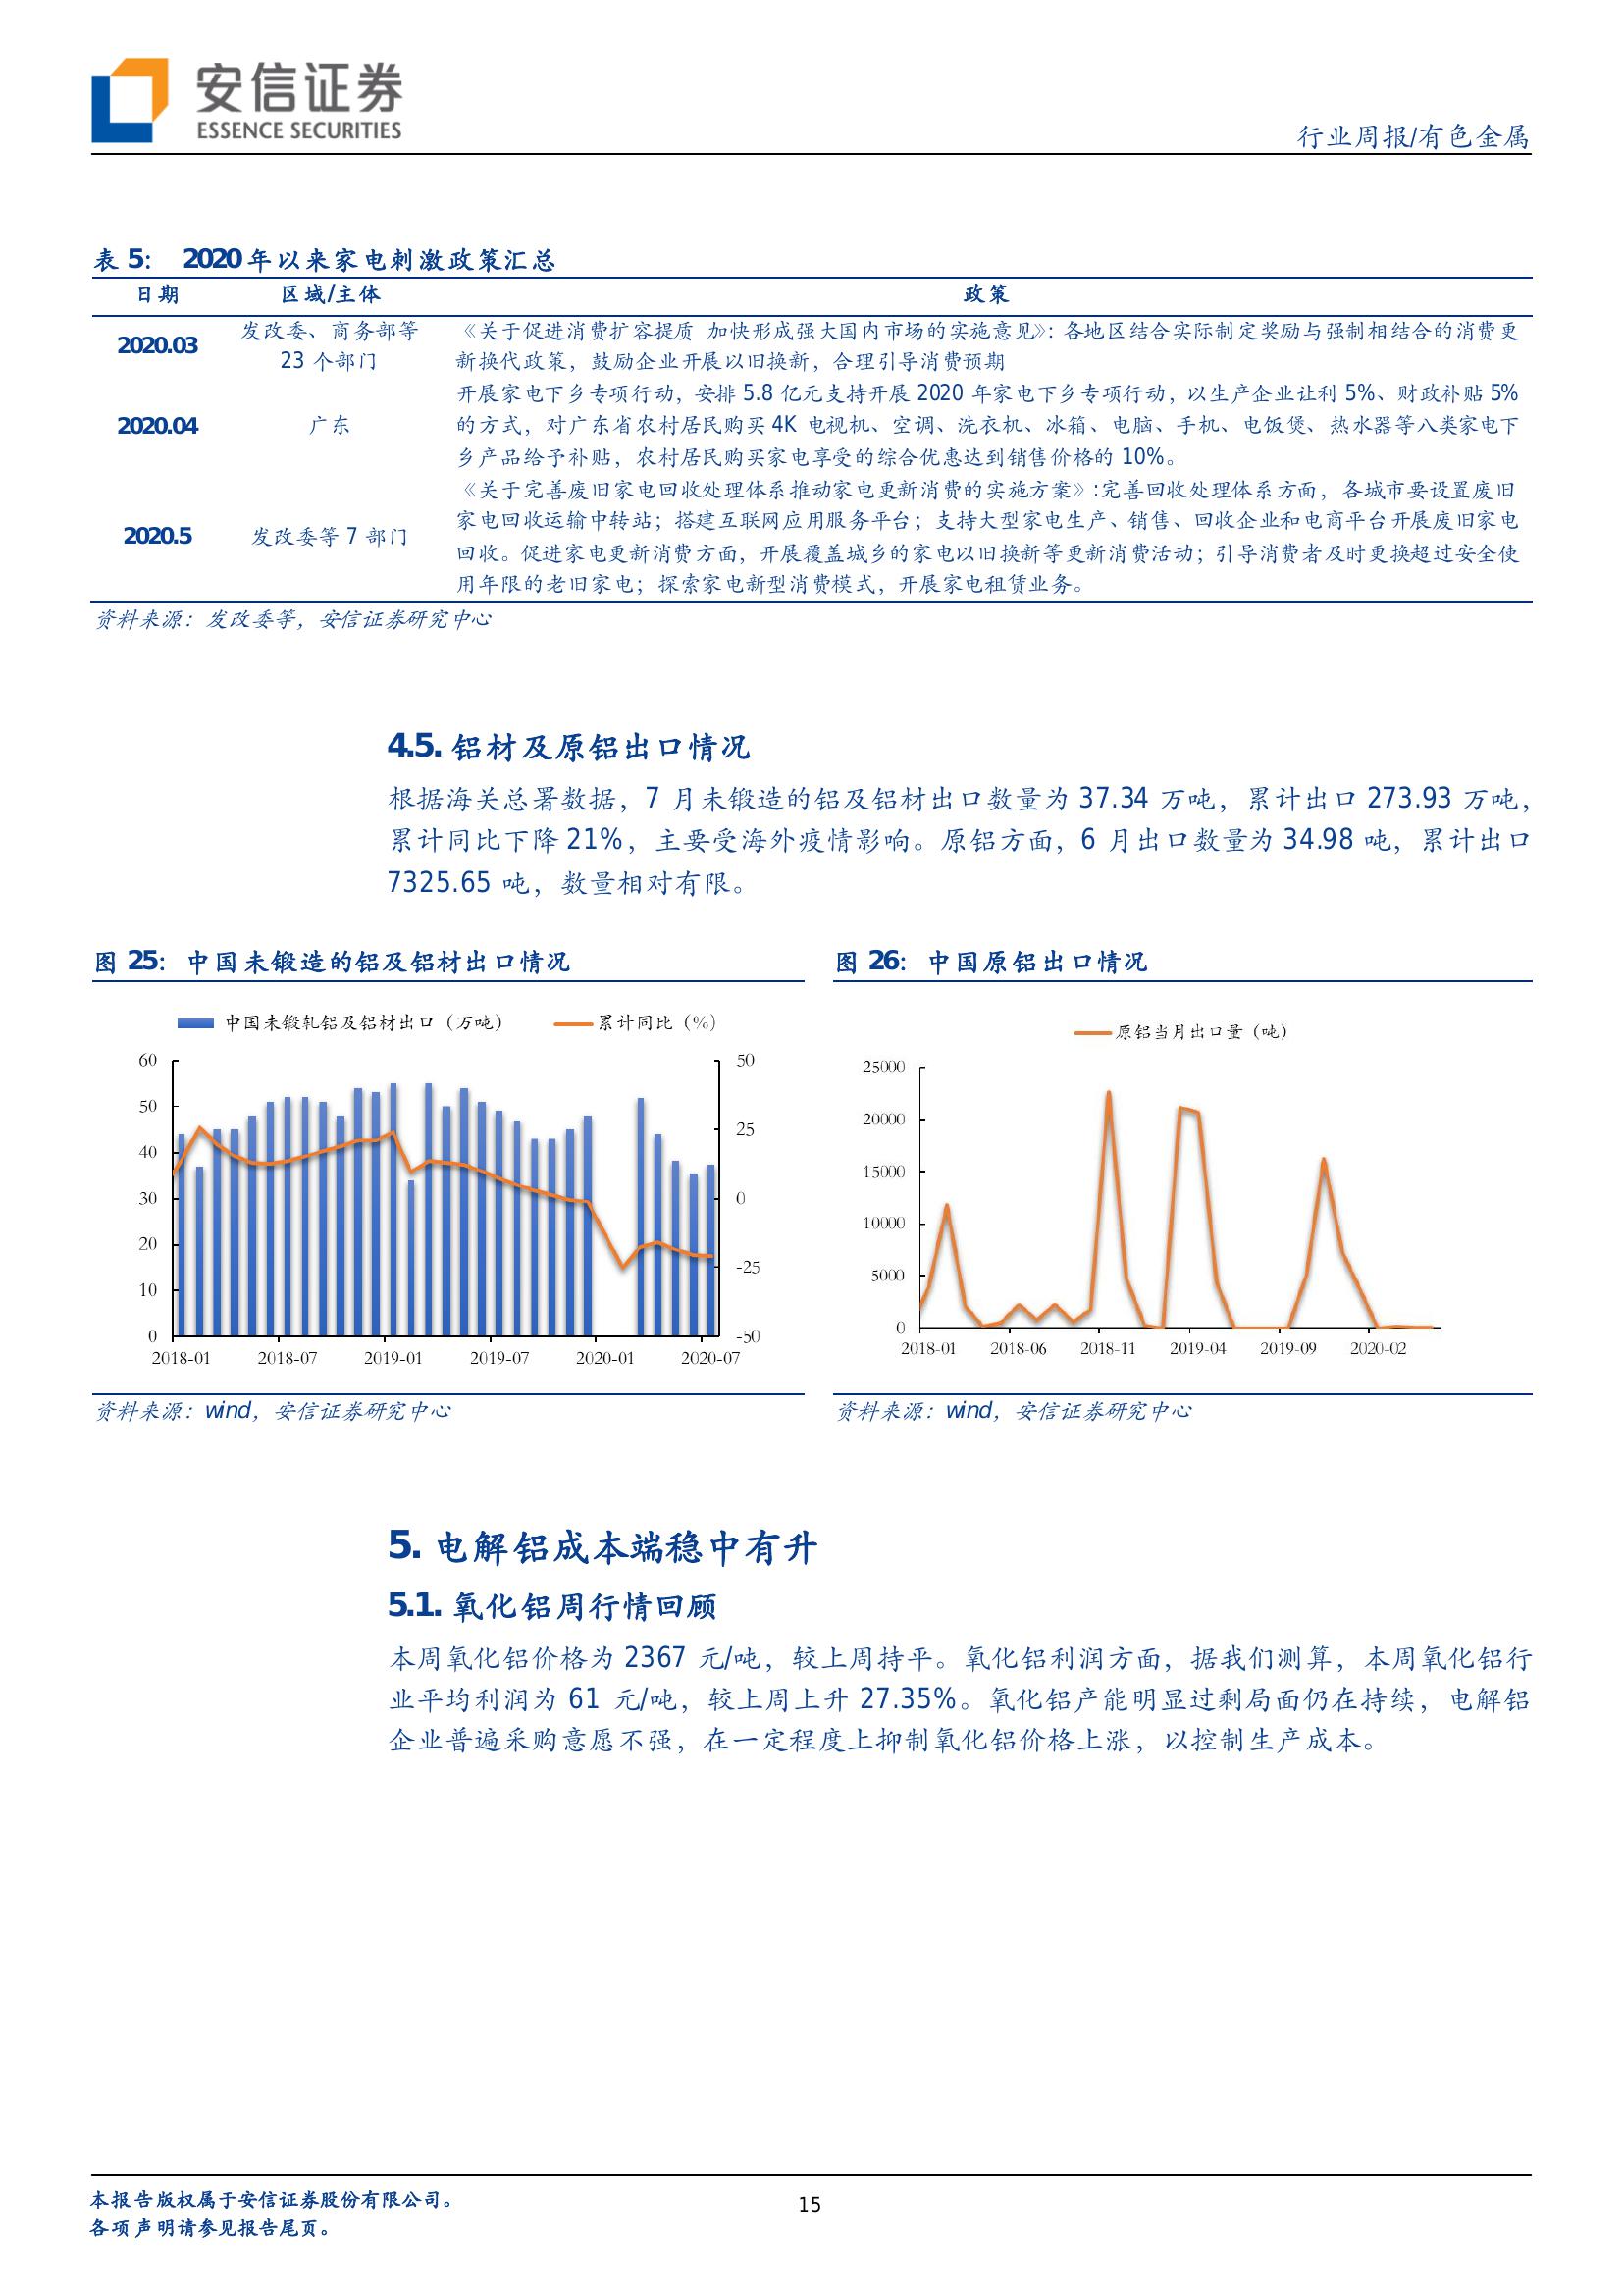 安信证券
ESSENCE SECURITIES
行业周报/有色金属
表 5： 2020 年以来家电刺激政策汇总
日期 区域/主体 政策
2020.03 发改委、商务部等 23 个部门
《关于促进消费扩容提质 加快形成强大国内市场的实施意见》：各地区结合实际制定奖励与强制相结合的消费更
新换代政策，鼓励企业开展以旧换新，合理引导消费预期
2020.04 广东
开展家电下乡专项行动，安排 5.8 亿元支持开展 2020 年家电下乡专项行动，以生产企业让利 5%、财政补贴 5%
的方式，对广东省农村居民购买 4K 电视机、空调、洗衣机、冰箱、电脑、手机、电饭煲、热水器等八类家电下
乡产品给予补贴，农村居民购买家电享受的综合优惠达到销售价格的 10%。
2020.5 发改委等 7 部门
《关于完善废旧家电回收处理体系推动家电更新消费的实施方案》:完善回收处理体系方面，各城市要设置废旧
家电回收运输中转站；搭建互联网应用服务平台；支持大型家电生产、销售、回收企业和电商平台开展废旧家电
回收。促进家电更新消费方面，开展覆盖城乡的家电以旧换新等更新消费活动；引导消费者及时更换超过安全使
用年限的老旧家电；探索家电新型消费模式，开展家电租赁业务。
资料来源：发改委等，安信证券研究中心
4.5. 铝材及原铝出口情况
根据海关总署数据，7 月未锻造的铝及铝材出口数量为 37.34 万吨，累计出口 273.93 万吨，
累计同比下降 21%，主要受海外疫情影响。原铝方面，6 月出口数量为 34.98 吨，累计出口
7325.65 吨，数量相对有限。
图 25：中国未锻造的铝及铝材出口情况
中国未锻轧铝及铝材出口（万吨） 累计同比（%）
60
50
40
30
20
10
0
50
25
0
-25
-50
2018-01 2018-07 2019-01 2019-07 2020-01 2020-07
资料来源：wind，安信证券研究中心
图 26：中国原铝出口情况
原铝当月出口量（吨）
25000
20000
15000
10000
5000
0
2018-01 2018-06 2018-11 2019-04 2019-09 2020-02
资料来源：wind，安信证券研究中心
5. 电解铝成本端稳中有升
5.1. 氧化铝周行情回顾
本周氧化铝价格为 2367 元/吨，较上周持平。氧化铝利润方面，据我们测算，本周氧化铝行
业平均利润为 61 元/吨，较上周上升 27.35%。氧化铝产能明显过剩局面仍在持续，电解铝
企业普遍采购意愿不强，在一定程度上抑制氧化铝价格上涨，以控制生产成本。
本报告版权属于安信证券股份有限公司。
各项声明请参见报告尾页。
15